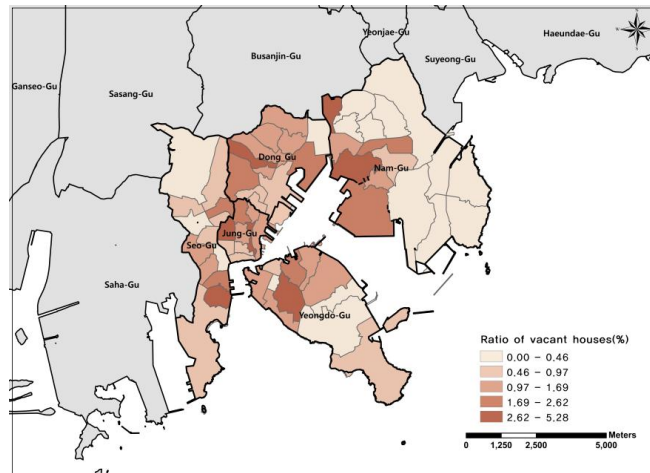 Yeonjae-Gu
Haeundae-Gu
Suyeong-Gu
Busanjin-Gu
Ganseo-Gu
Sasang-Gu
Dong-Gu
Nam-Gu
Jung-Gu
Seo-Gu
Saha-Gu
Yeongdo-Gu
Ratio of vacant houses(%)
0.00 - 0.46
0.46 - 0.97
0.97 - 1.69
1.69 - 2.62
2.62 - 5.28
Meters
0 1,250 2,500 5,000